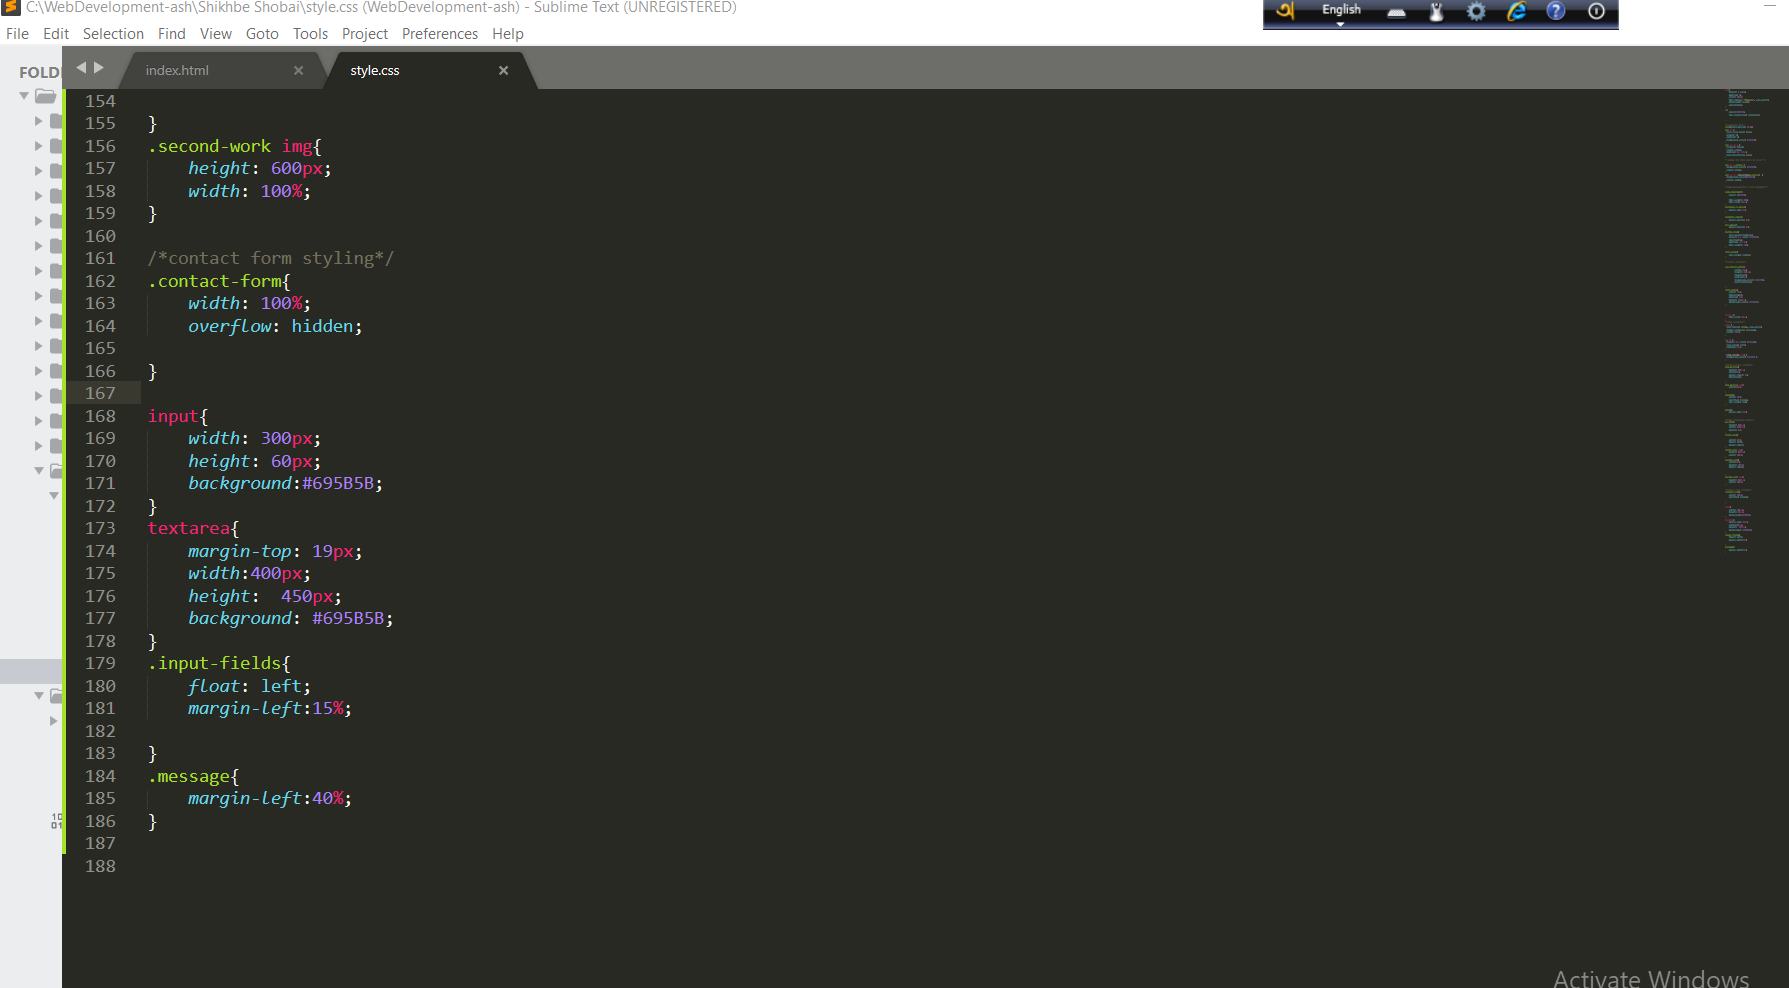 C:\WebDevelopment-ash\Shikhbe Shobai\style.css (WebDevelopment-ash) - Sublime Text (UNREGISTERED)
English
File Edit Selection Find View Goto Tools Project Preferences Help
FOLD
index.html
style.css
154
155 }
156 .second-work img{
157 height: 600px;
158 width: 100%;
159 }
160
161 /*contact form styling*/
162 .contact-form{
163 width: 100%;
164 overflow: hidden;
165
166 }
167
168 input{
169 width: 300px;
170 height: 60px;
171 background:#695B5B;
172 }
173 textarea{
174 margin-top: 19px;
175 width:400px;
176 height:  450px;
177 background: #695B5B;
178 }
179 .input-fields{
180 float: left;
181 margin-left:15%;
182
183 }
184 .message{
185 margin-left:40%;
186 }
187
188
Activate Windows